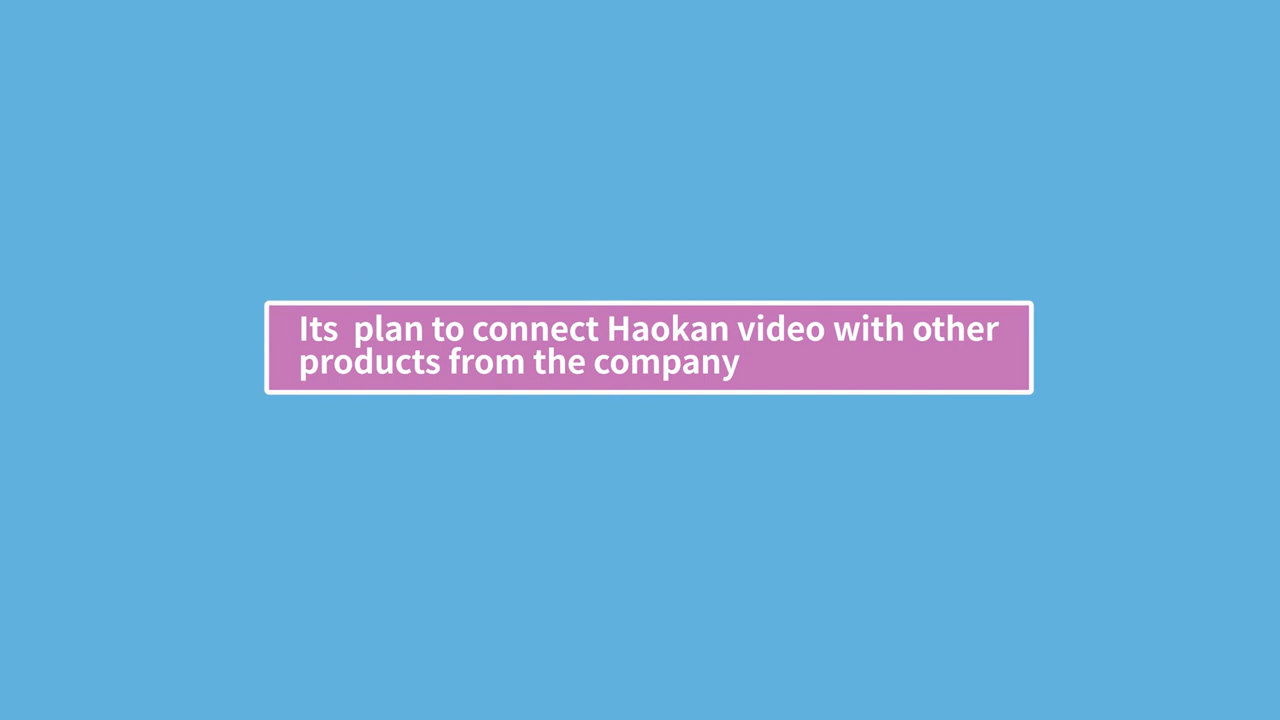 Its  plan to connect Haokan video with other
products from the company